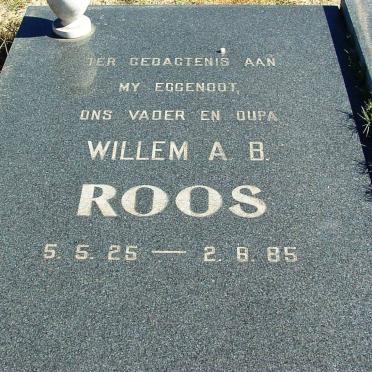 TER GEDAGTENIS AAN
MY EGGENOOT,
ONS VADER EN OUPA
WILLEM A B.
ROOS
5. 5. 25 — 2. 8. 85